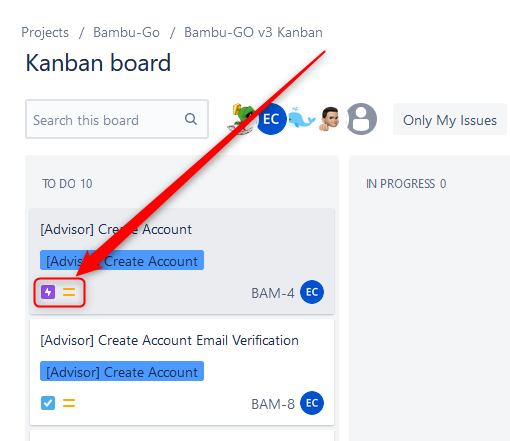 Projects / Bambu-Go / Bambu-GO v3 Kanban
Kanban board
Search this board
EC
Only My Issues
TO DO 10
IN PROGRESS 0
[Advisor] Create Account
[Advisor] Create Account
BAM-4 EC
[Advisor] Create Account Email Verification
[Advisor] Create Account
BAM-8 EC